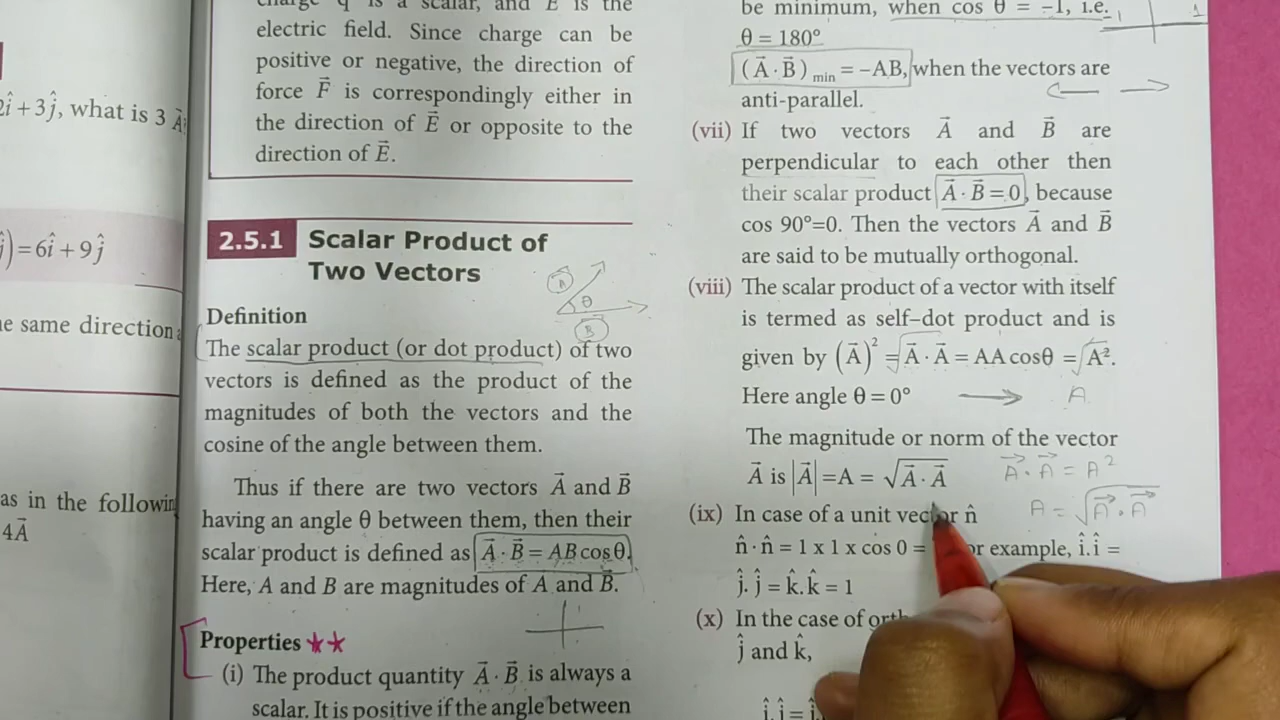 2î + 3ĵ, what is 3 A⃗?
ĵ) = 6î + 9ĵ
e same direction
as in the followin
4A⃗
charge q is a scalar, and E is the
electric field. Since charge can be
positive or negative, the direction of
force F⃗ is correspondingly either in
the direction of E⃗ or opposite to the
direction of E⃗.
2.5.1 Scalar Product of
Two Vectors
A θ
B
Definition
The scalar product (or dot product) of two
vectors is defined as the product of the
magnitudes of both the vectors and the
cosine of the angle between them.
Thus if there are two vectors A⃗ and B⃗
having an angle θ between them, then their
scalar product is defined as A⃗ · B⃗ = AB cosθ.
Here, A and B are magnitudes of A⃗ and B⃗.
Properties ★★
(i) The product quantity A⃗ · B⃗ is always a
scalar. It is positive if the angle between
be minimum, when cos θ = −1, i.e. -1 1
θ = 180°
(A⃗ · B⃗)min = −AB, when the vectors are
anti-parallel.
(vii) If two vectors A⃗ and B⃗ are
perpendicular to each other then
their scalar product A⃗ · B⃗ = 0, because
cos 90°=0. Then the vectors A⃗ and B⃗
are said to be mutually orthogonal.
(viii) The scalar product of a vector with itself
is termed as self–dot product and is
given by (A⃗)² = A⃗ · A⃗ = AA cosθ = A².
Here angle θ = 0° → A
The magnitude or norm of the vector
A⃗ is |A⃗| = A = √A⃗ · A⃗ A⃗ · A⃗ = A²
A = √A⃗ · A⃗
(ix) In case of a unit vector n̂
n̂ · n̂ = 1 x 1 x cos 0 = or example, î.î =
ĵ.ĵ = k̂.k̂ = 1
(x) In the case of
ĵ and k̂,
î.ĵ =